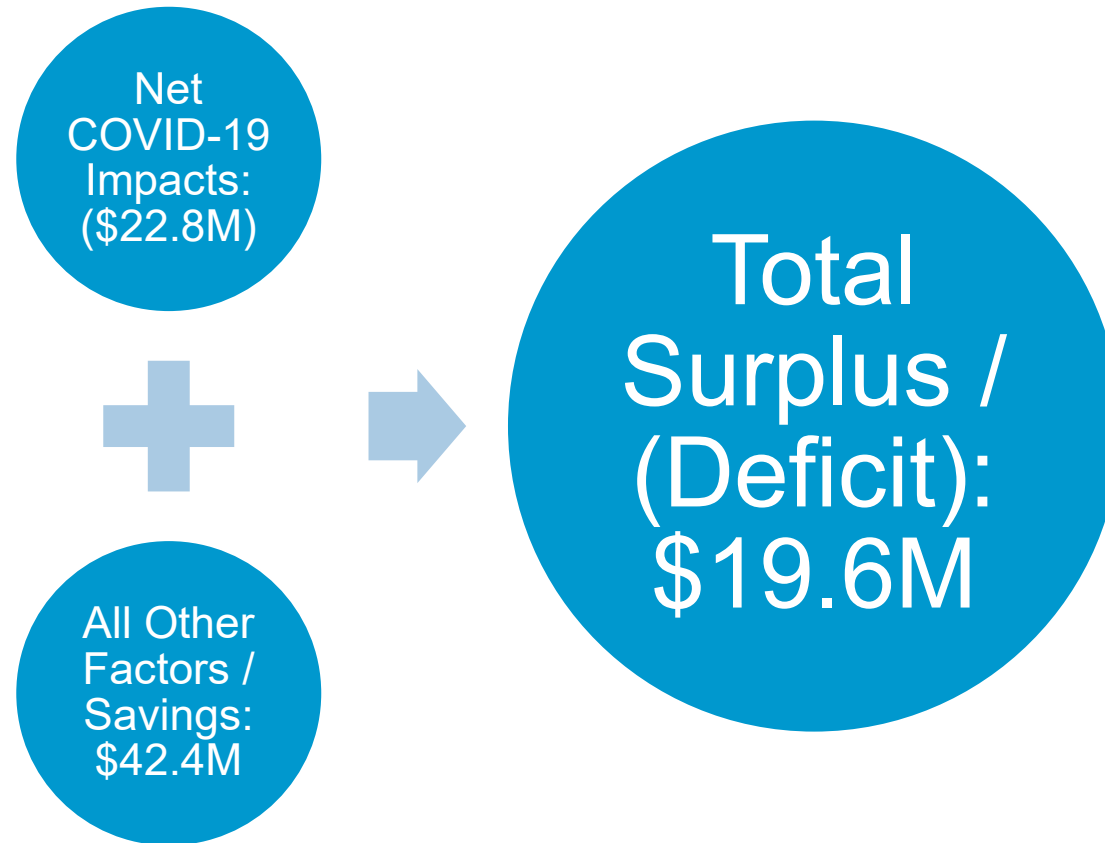 Net
COVID-19
Impacts:
($22.8M)
All Other
Factors /
Savings:
$42.4M
Total
Surplus /
(Deficit):
$19.6M